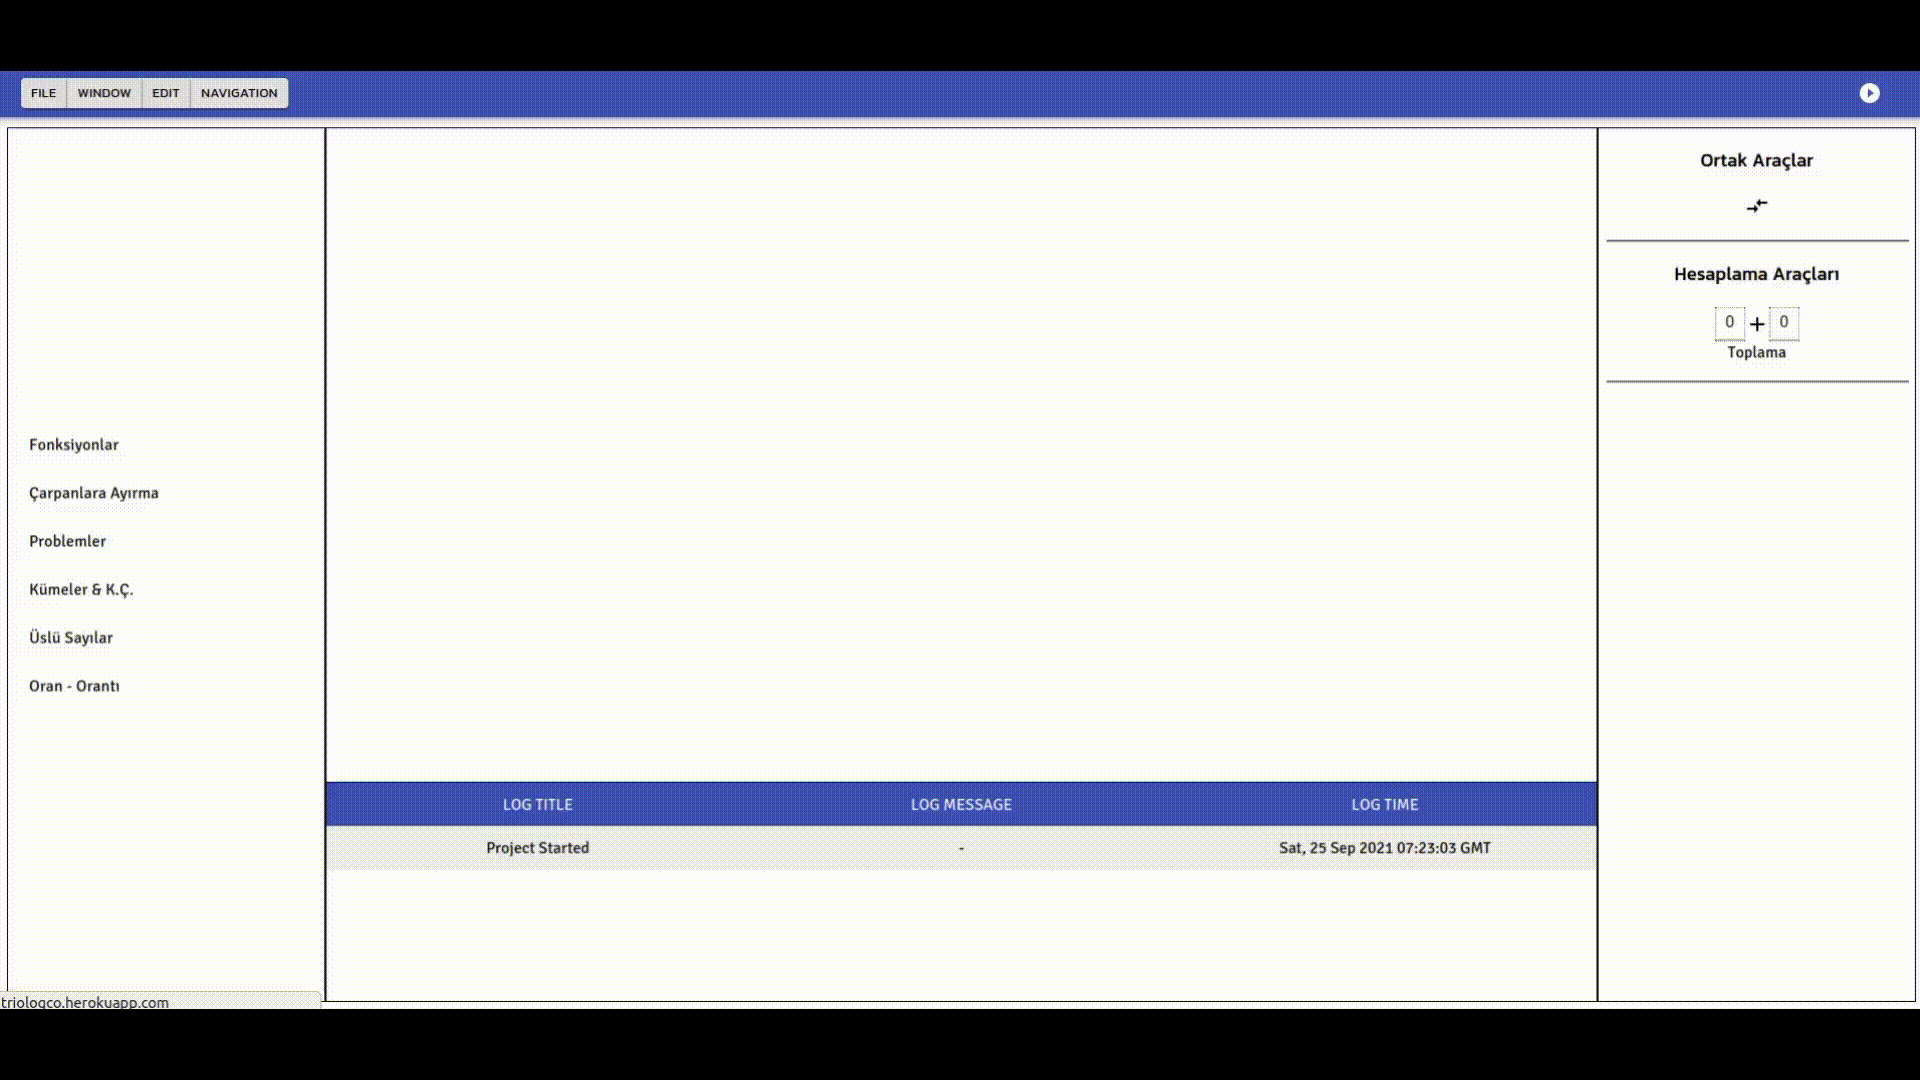 FILE WINDOW EDIT NAVIGATION
Fonksiyonlar
Çarpanlara Ayırma
Problemler
Kümeler & K.Ç.
Üslü Sayılar
Oran - Orantı
LOG TITLE LOG MESSAGE LOG TIME
Project Started - Sat, 25 Sep 2021 07:23:03 GMT
Ortak Araçlar
Hesaplama Araçları
0 + 0
Toplama
triologco.herokuapp.com